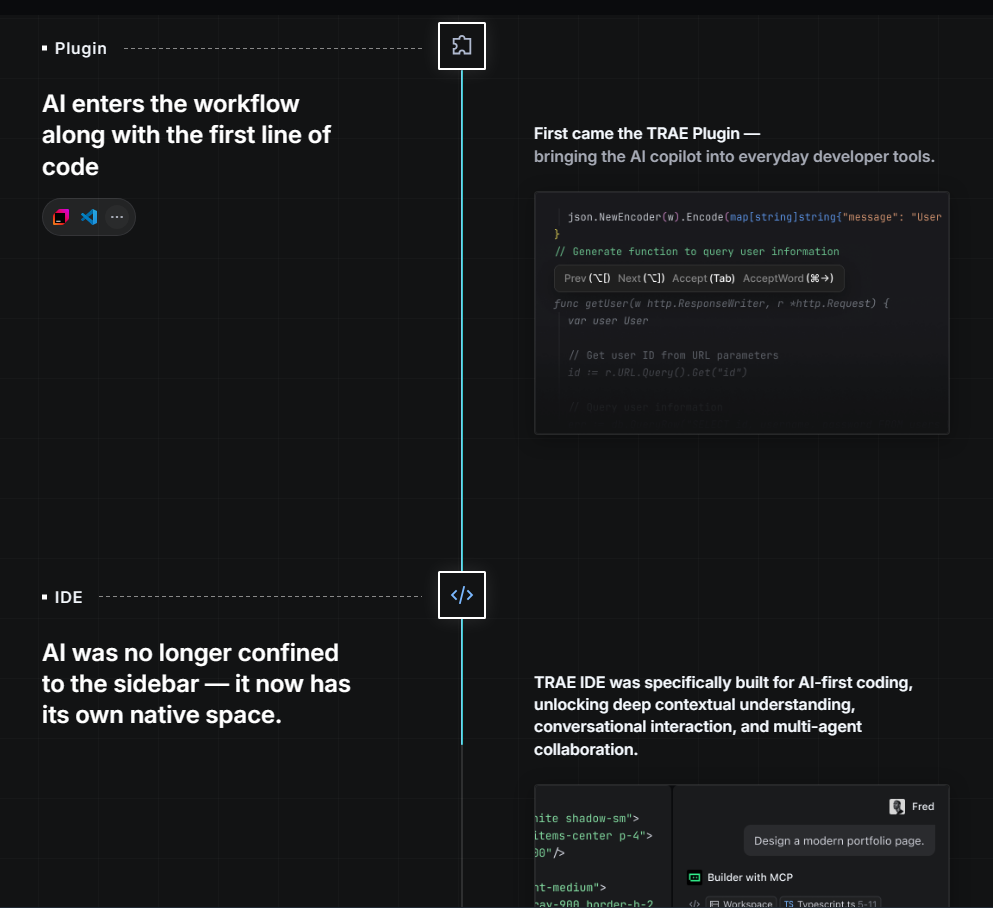 Plugin
AI enters the workflow
along with the first line of
code
First came the TRAE Plugin —
bringing the AI copilot into everyday developer tools.
json.NewEncoder(w).Encode(map[string]string{"message": "User
}
// Generate function to query user information
Prev (⌥[) Next (⌥]) Accept (Tab) AcceptWord (⌘→)
func getUser(w http.ResponseWriter, r *http.Request) {
var user User
// Get user ID from URL parameters
id := r.URL.Query().Get("id")
// Query user information
IDE
</>
AI was no longer confined
to the sidebar — it now has
its own native space.
TRAE IDE was specifically built for AI-first coding,
unlocking deep contextual understanding,
conversational interaction, and multi-agent
collaboration.
hite shadow-sm">
items-center p-4">
00"/>
nt-medium">
ray-900 border-b-2
Fred
Design a modern portfolio page.
Builder with MCP
</> Workspace TS Typescript.ts 5-11